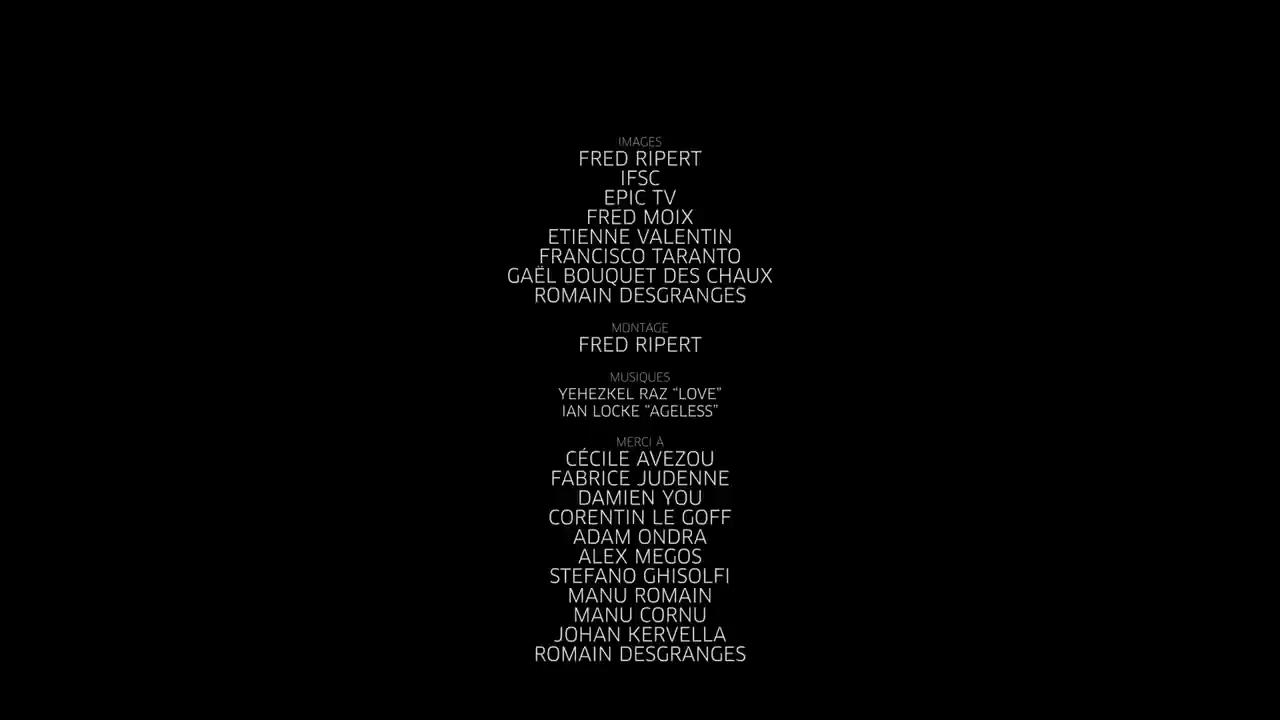 IMAGES
FRED RIPERT
IFSC
EPIC TV
FRED MOIX
ETIENNE VALENTIN
FRANCISCO TARANTO
GAËL BOUQUET DES CHAUX
ROMAIN DESGRANGES
MONTAGE
FRED RIPERT
MUSIQUES
YEHEZKEL RAZ “LOVE”
IAN LOCKE “AGELESS”
MERCI À
CÉCILE AVEZOU
FABRICE JUDENNE
DAMIEN YOU
CORENTIN LE GOFF
ADAM ONDRA
ALEX MEGOS
STEFANO GHISOLFI
MANU ROMAIN
MANU CORNU
JOHAN KERVELLA
ROMAIN DESGRANGES